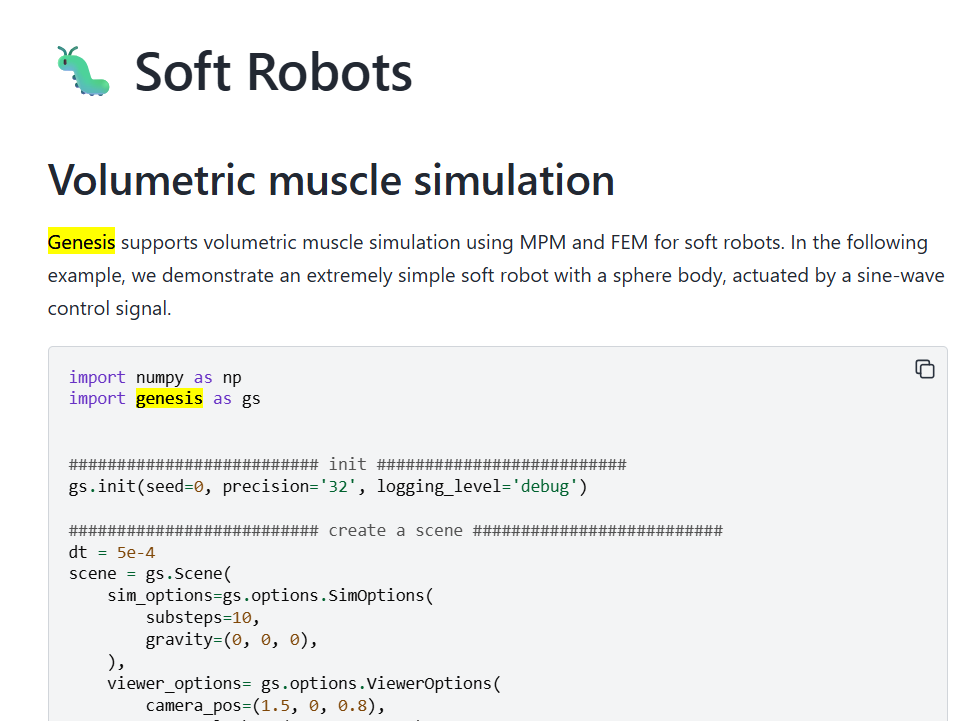 Soft Robots
Volumetric muscle simulation
Genesis supports volumetric muscle simulation using MPM and FEM for soft robots. In the following
example, we demonstrate an extremely simple soft robot with a sphere body, actuated by a sine-wave
control signal.
import numpy as np
import genesis as gs
########################## init ##########################
gs.init(seed=0, precision='32', logging_level='debug')
########################## create a scene ##########################
dt = 5e-4
scene = gs.Scene(
    sim_options=gs.options.SimOptions(
        substeps=10,
        gravity=(0, 0, 0),
    ),
    viewer_options= gs.options.ViewerOptions(
        camera_pos=(1.5, 0, 0.8),